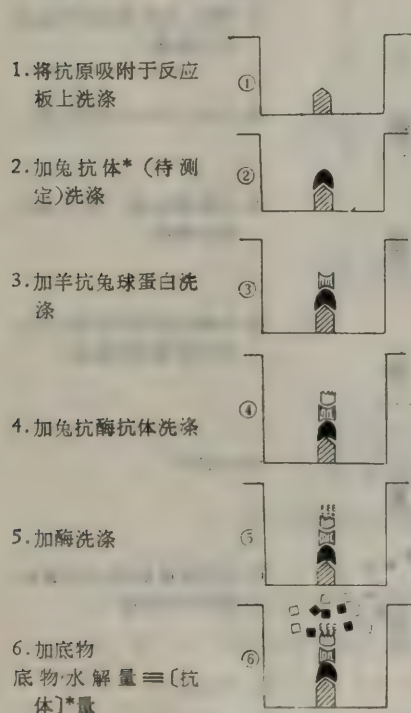 1.将抗原吸附于反应
板上洗涤
①
2.加兔抗体*(待测
定)洗涤
②
3.加羊抗兔球蛋白洗
涤
③
4.加兔抗酶抗体洗涤
④
5.加酶洗涤
⑤
6.加底物
底物水解量≡〔抗
体〕*量
⑥